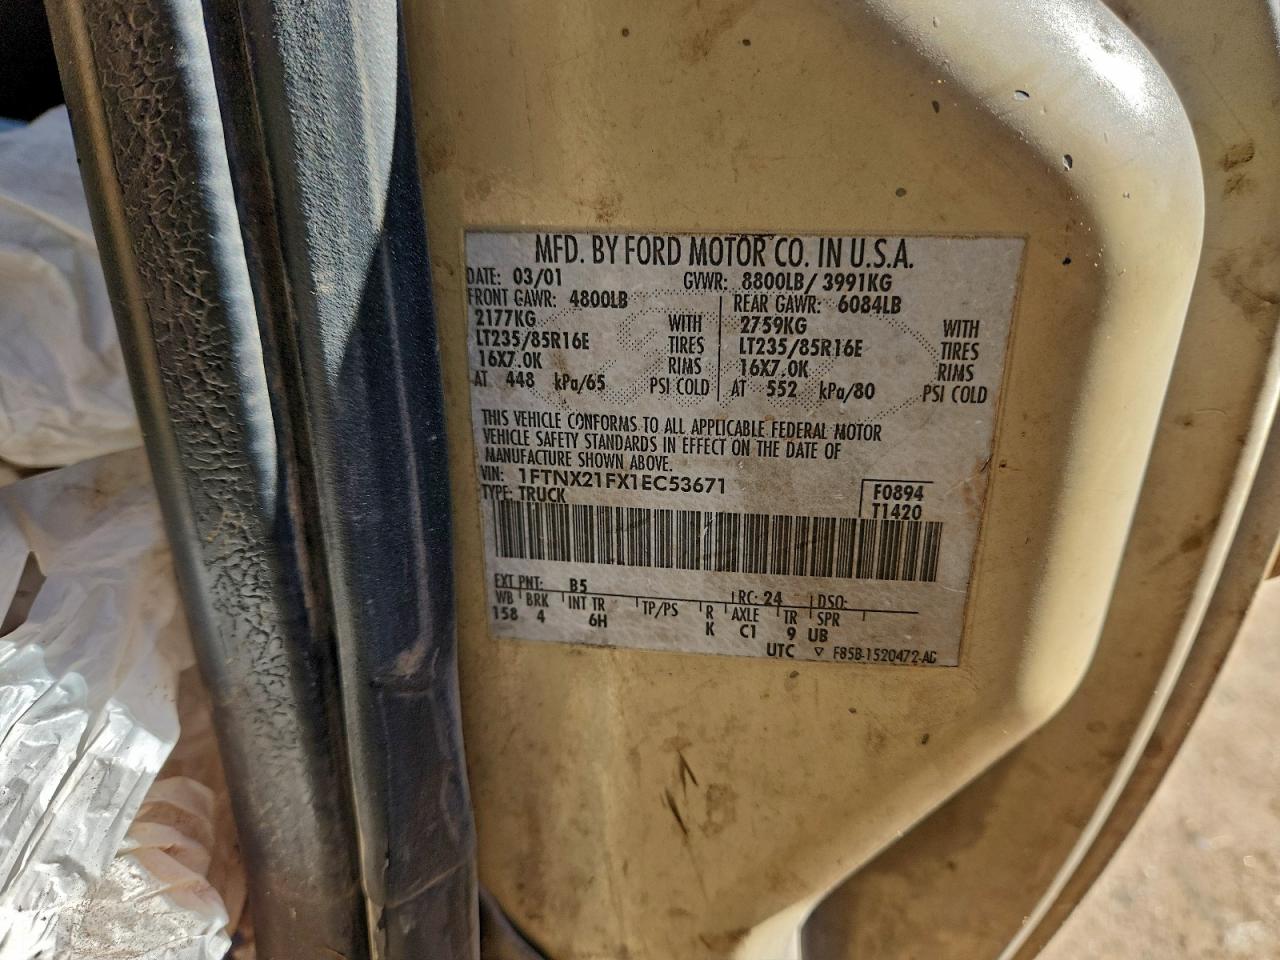 MFD. BY FORD MOTOR CO. IN U.S.A.
DATE: 03/01 GVWR: 8800LB/3991KG
FRONT GAWR: 4800LB REAR GAWR: 6084LB
2177KG WITH 2759KG WITH
LT235/85R16E TIRES LT235/85R16E TIRES
16X7.0K RIMS 16X7.0K RIMS
AT 448 kPa/65 PSI COLD AT 552 kPa/80 PSI COLD
THIS VEHICLE CONFORMS TO ALL APPLICABLE FEDERAL MOTOR
VEHICLE SAFETY STANDARDS IN EFFECT ON THE DATE OF
MANUFACTURE SHOWN ABOVE.
VIN: 1FTNX21FX1EC53671
TYPE: TRUCK F0894
T1420
EXT PNT: B5 RC: 24 DSO:
WB BRK INT TR TP/PS R AXLE TR SPR
158 4 6H K C1 9 UB
UTC ▽ F85B-1520472-AC